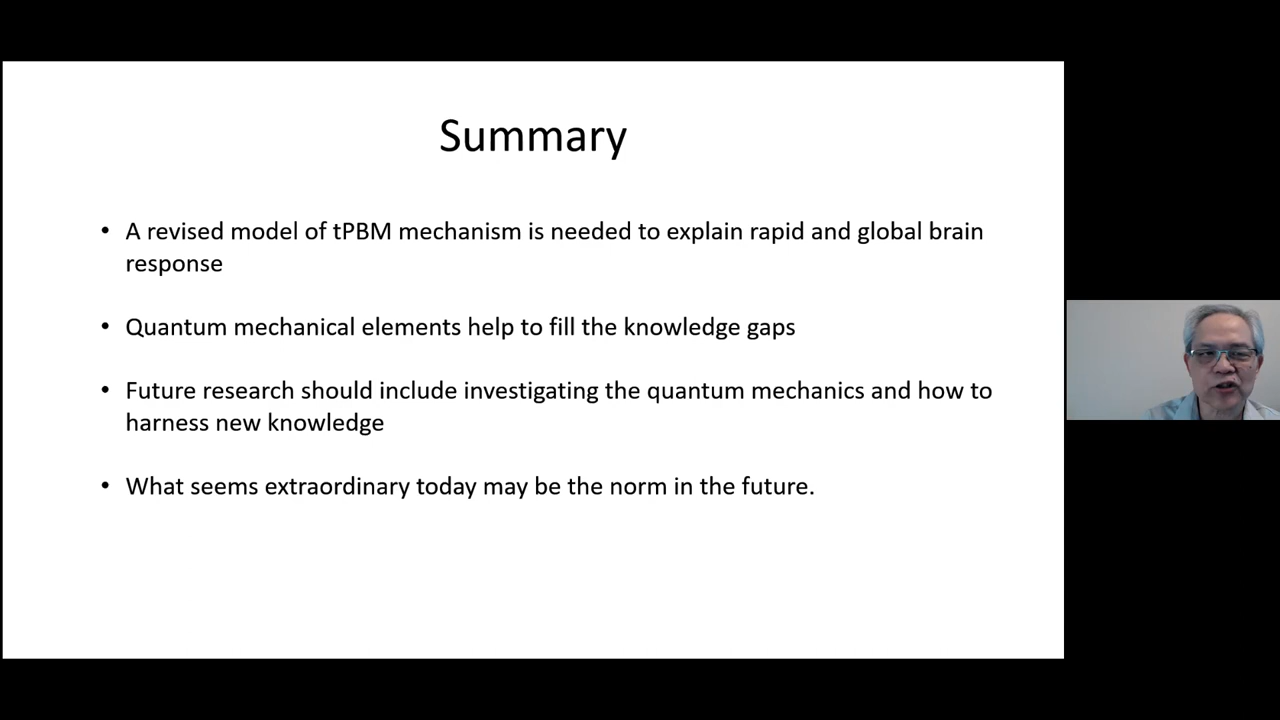 Summary
• A revised model of tPBM mechanism is needed to explain rapid and global brain
response
• Quantum mechanical elements help to fill the knowledge gaps
• Future research should include investigating the quantum mechanics and how to
harness new knowledge
• What seems extraordinary today may be the norm in the future.